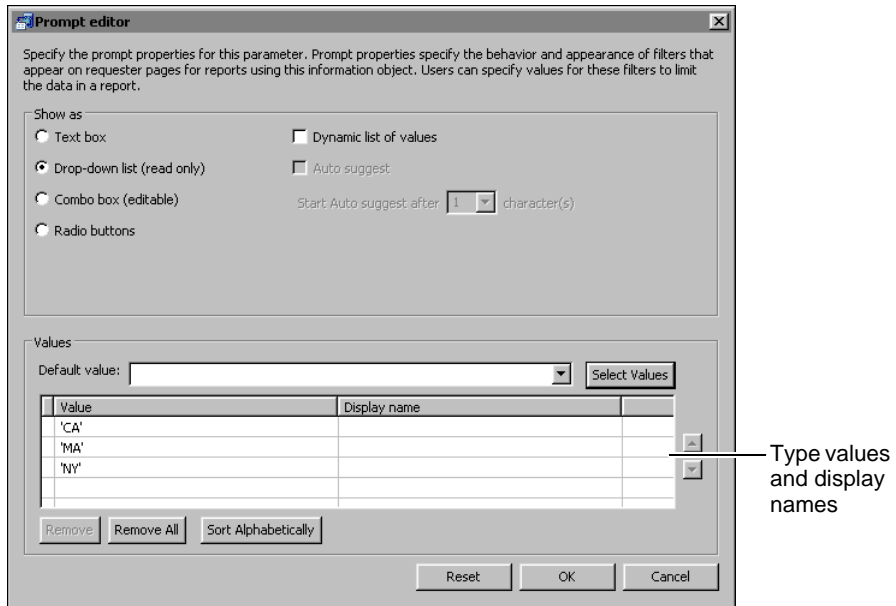 Prompt editor
Specify the prompt properties for this parameter. Prompt properties specify the behavior and appearance of filters that
appear on requester pages for reports using this information object. Users can specify values for these filters to limit
the data in a report.
Show as
Text box
Dynamic list of values
Drop-down list (read only)
Auto suggest
Combo box (editable)
Start Auto suggest after 1 character(s)
Radio buttons
Values
Default value:
Select Values
Value Display name
'CA'
'MA'
'NY'
Type values
and display
names
Remove Remove All Sort Alphabetically
Reset OK Cancel